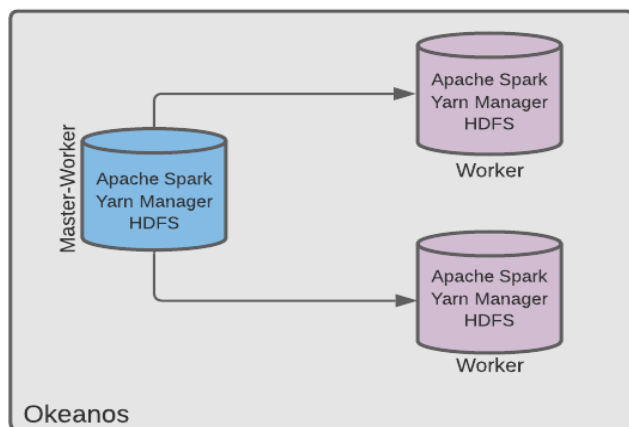 Apache Spark
Yarn Manager
HDFS
Worker
Master-Worker
Apache Spark
Yarn Manager
HDFS
Apache Spark
Yarn Manager
HDFS
Worker
Okeanos